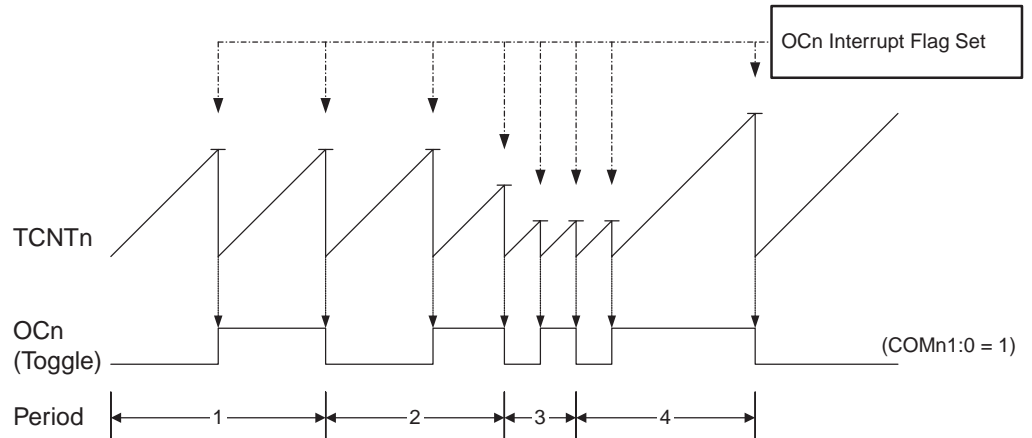 OCn Interrupt Flag Set
TCNTn
OCn
(Toggle)
(COMn1:0 = 1)
Period
1
2
3
4